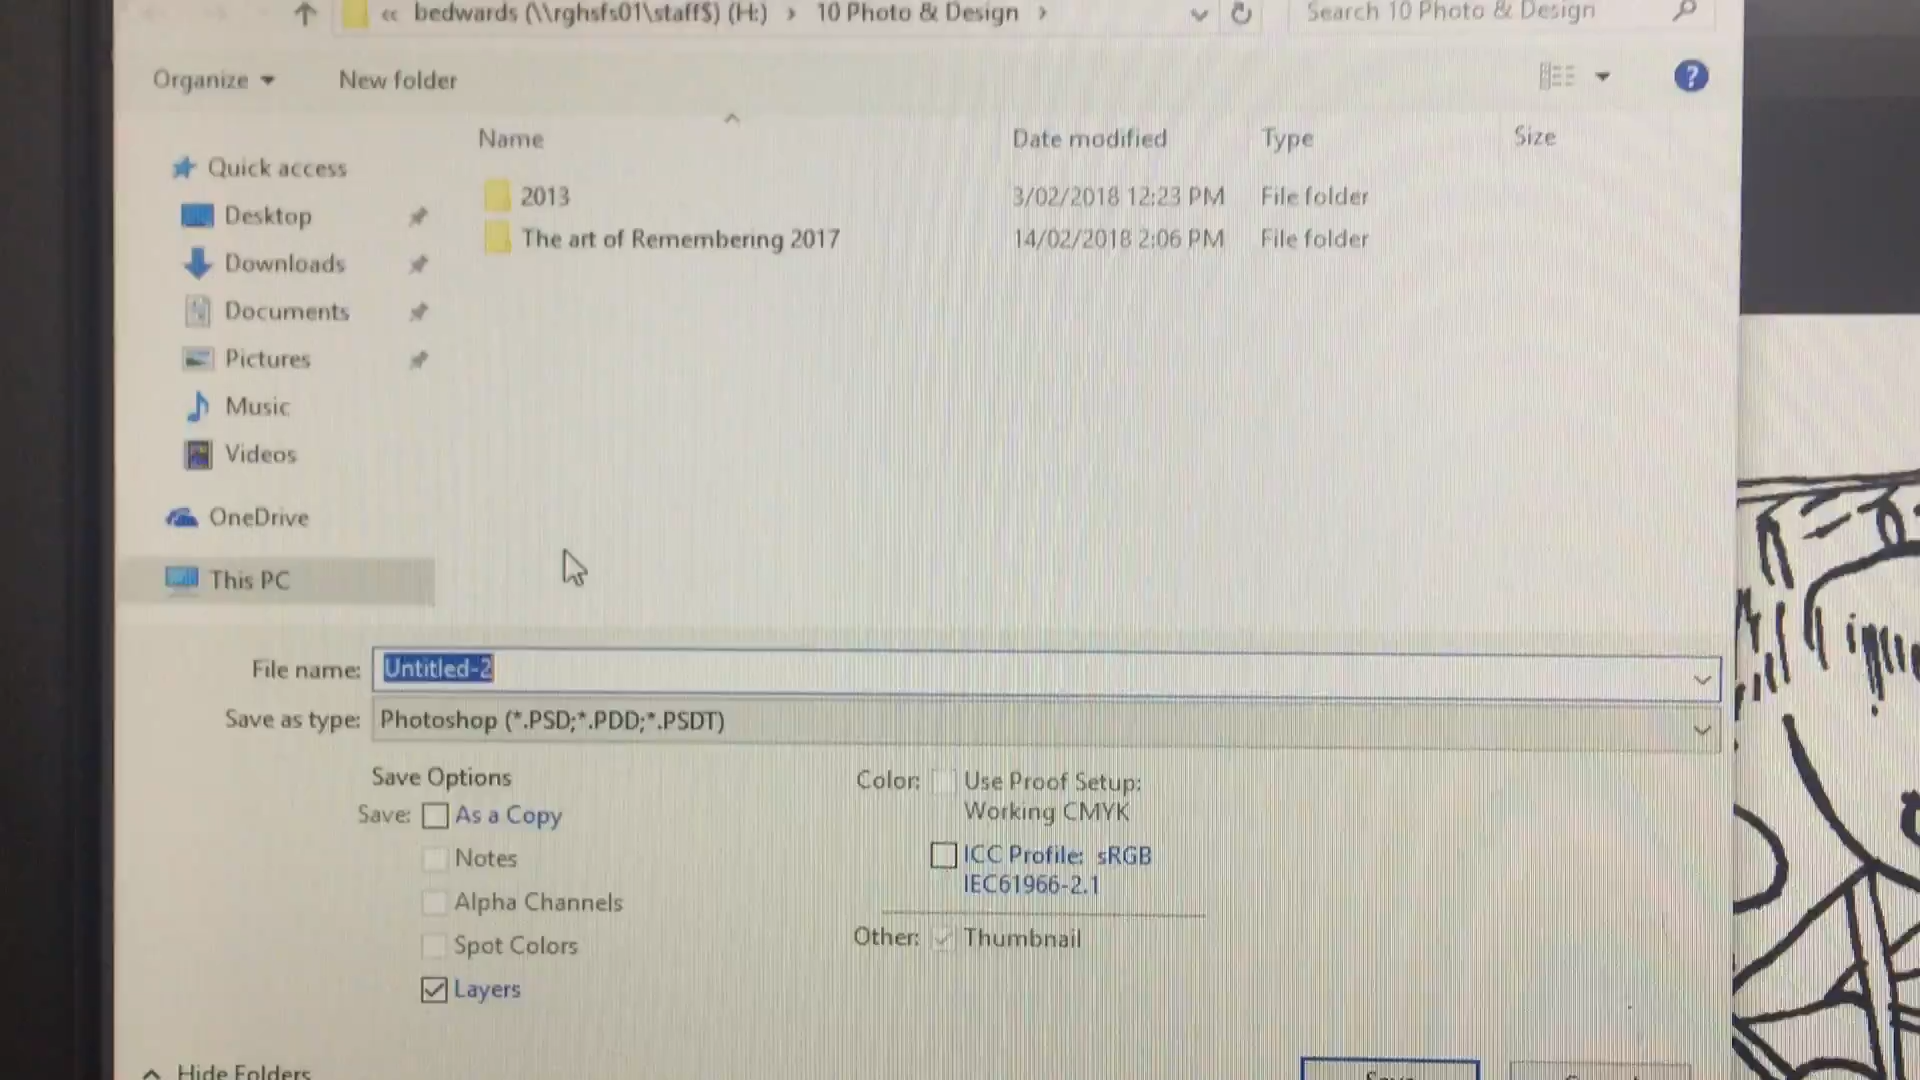 « bedwards (\\rghsfs01\staff$) (H:) › 10 Photo & Design ›
Search 10 Photo & Design
Organize
New folder
Name
Date modified
Type
Size
Quick access
Desktop
Downloads
Documents
Pictures
Music
Videos
OneDrive
This PC
2013 3/02/2018 12:23 PM File folder
The art of Remembering 2017 14/02/2018 2:06 PM File folder
File name: Untitled-2
Save as type: Photoshop (*.PSD;*.PDD;*.PSDT)
Save Options
Save: As a Copy
Notes
Alpha Channels
Spot Colors
Layers
Color: Use Proof Setup:
Working CMYK
ICC Profile: sRGB
IEC61966-2.1
Other: Thumbnail
Hide Folders